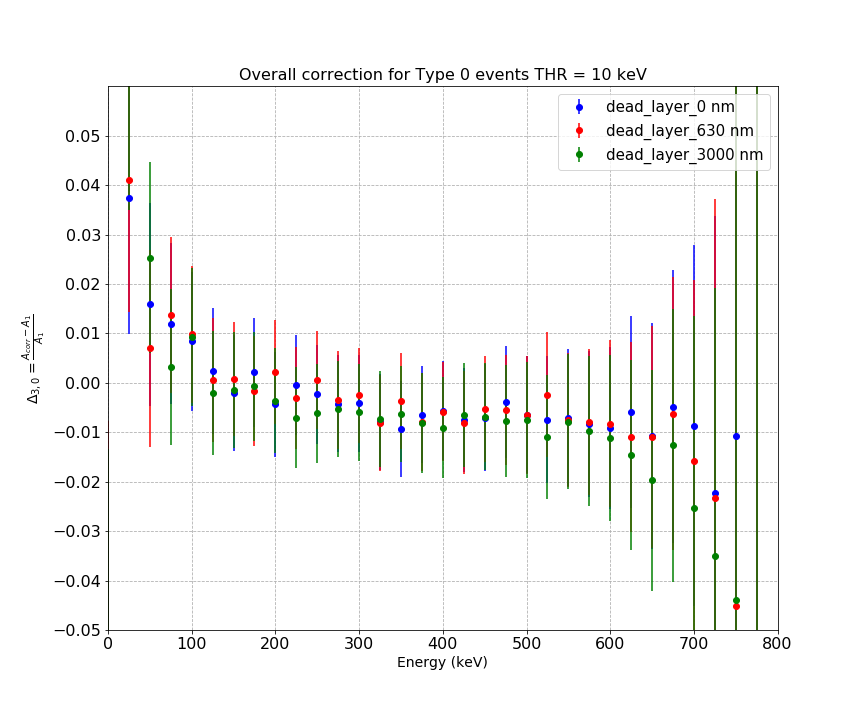 Overall correction for Type 0 events THR = 10 keV
dead_layer_0 nm
dead_layer_630 nm
dead_layer_3000 nm
0.05
0.04
0.03
0.02
0.01
0.00
−0.01
−0.02
−0.03
−0.04
−0.05
Δ3, 0 = Acorr − A1 / A1
0 100 200 300 400 500 600 700 800
Energy (keV)